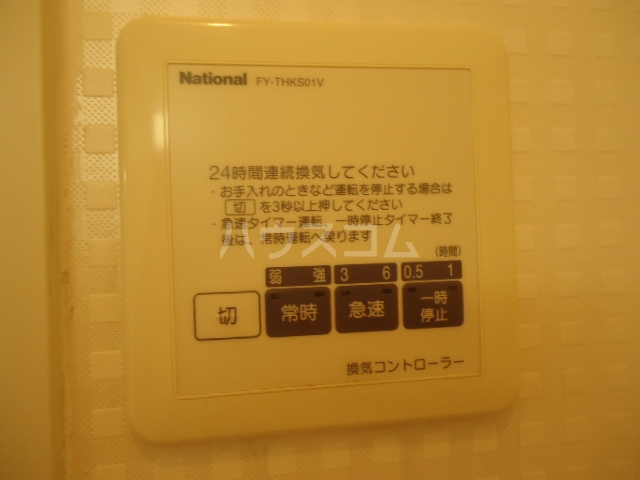 National FY-THKS01V
24時間連続換気してください
・お手入れのときなど運転を停止する場合は
切 を3秒以上押してください
・急速タイマー運転、一時停止タイマー終了
後は、常時運転へ戻ります
ハウスコム
(時間)
弱 強 3 6 0.5 1
切 常時 急速 一時
停止
換気コントローラー